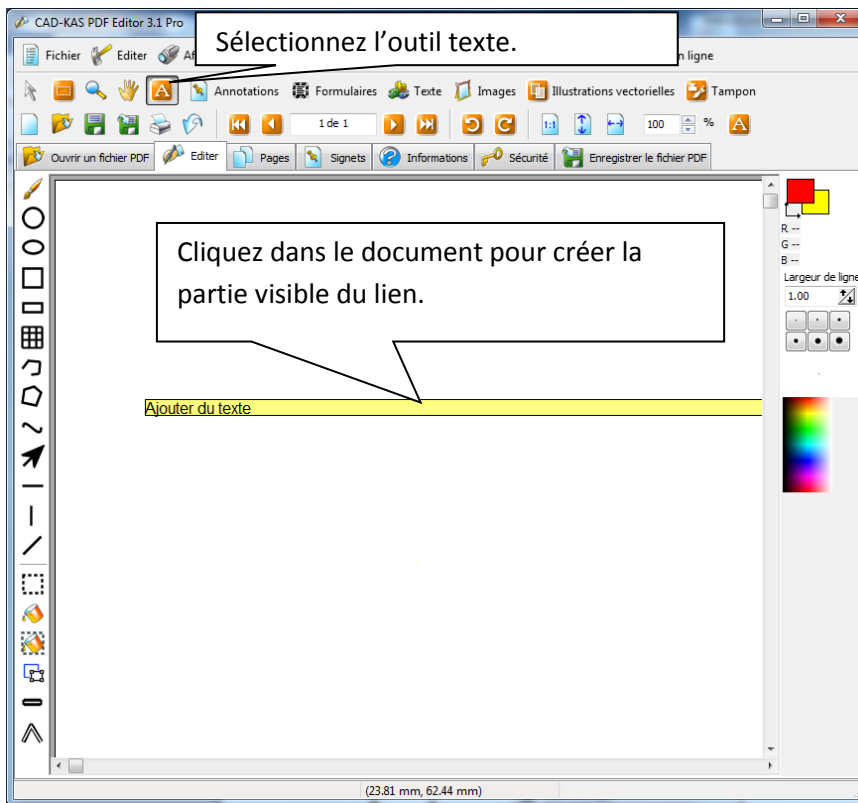 CAD-KAS PDF Editor 3.1 Pro
Sélectionnez l’outil texte.
Fichier Editer n ligne
A Annotations Formulaires Texte Images Illustrations vectorielles Tampon
1 de 1 1:1 100 % A
Ouvrir un fichier PDF Editer Pages Signets ? Informations Sécurité Enregistrer le fichier PDF
R --
G --
B --
Largeur de ligne
1.00
Cliquez dans le document pour créer la
partie visible du lien.
Ajouter du texte
(23.81 mm, 62.44 mm)